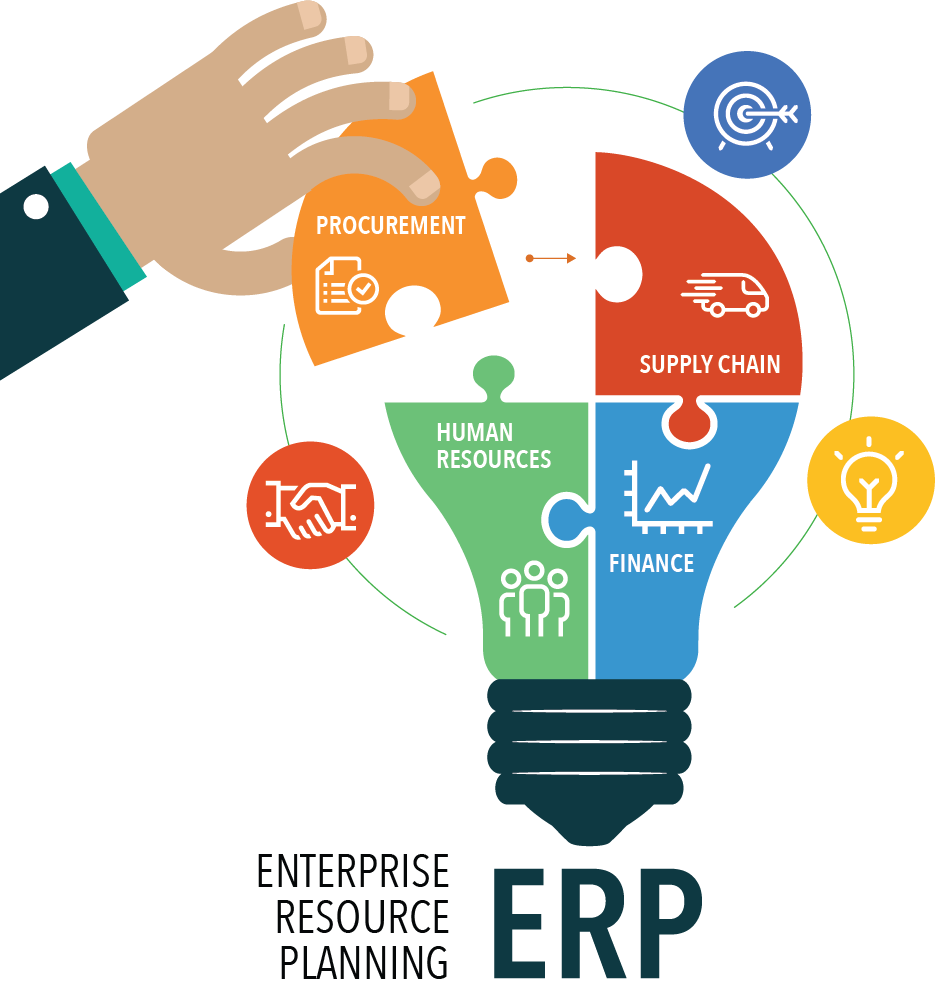 PROCUREMENT
SUPPLY CHAIN
HUMAN
RESOURCES
FINANCE
ENTERPRISE
RESOURCE
PLANNING
ERP